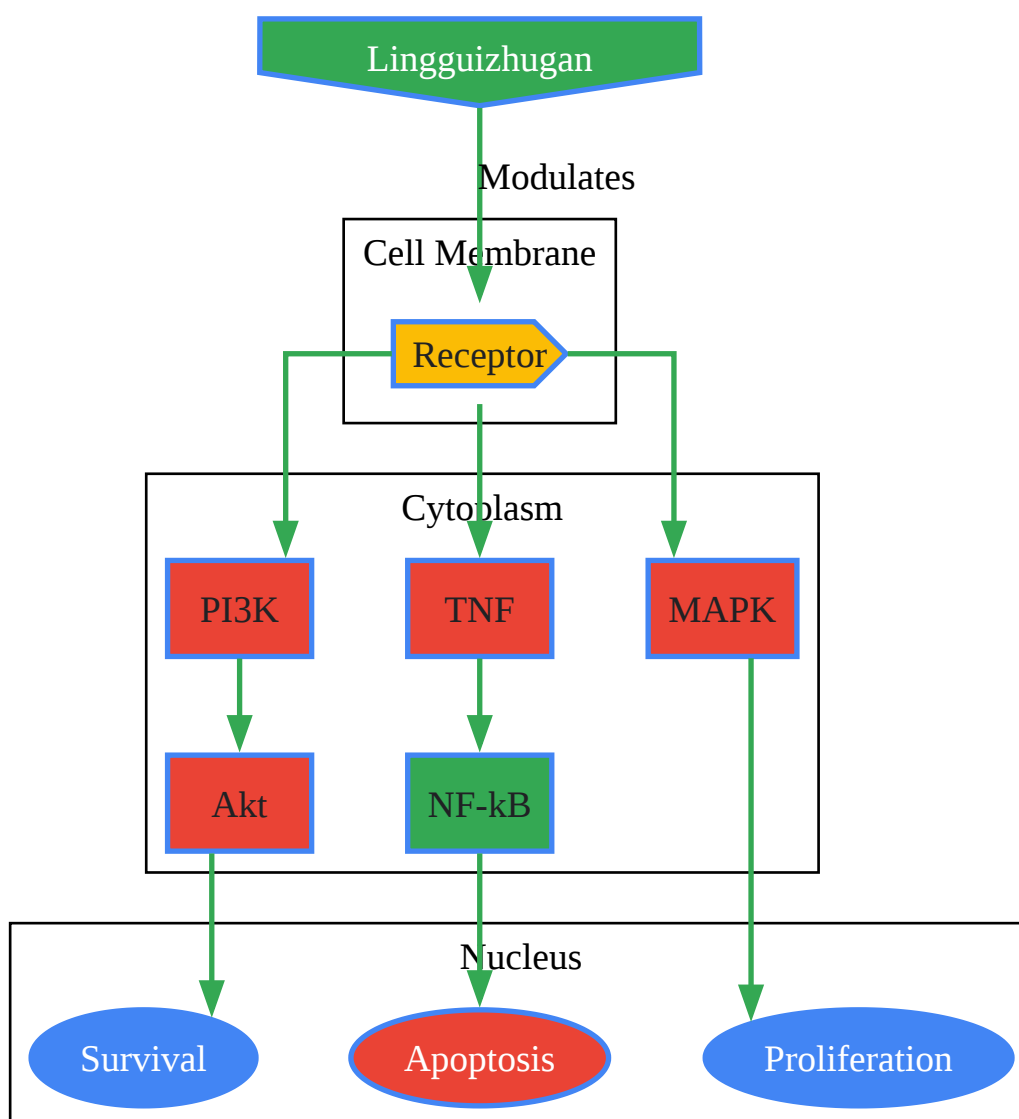 Lingguizhugan
Modulates
Cell Membrane
Receptor
Cytoplasm
PI3K
TNF
MAPK
Akt
NF-kB
Nucleus
Survival
Apoptosis
Proliferation